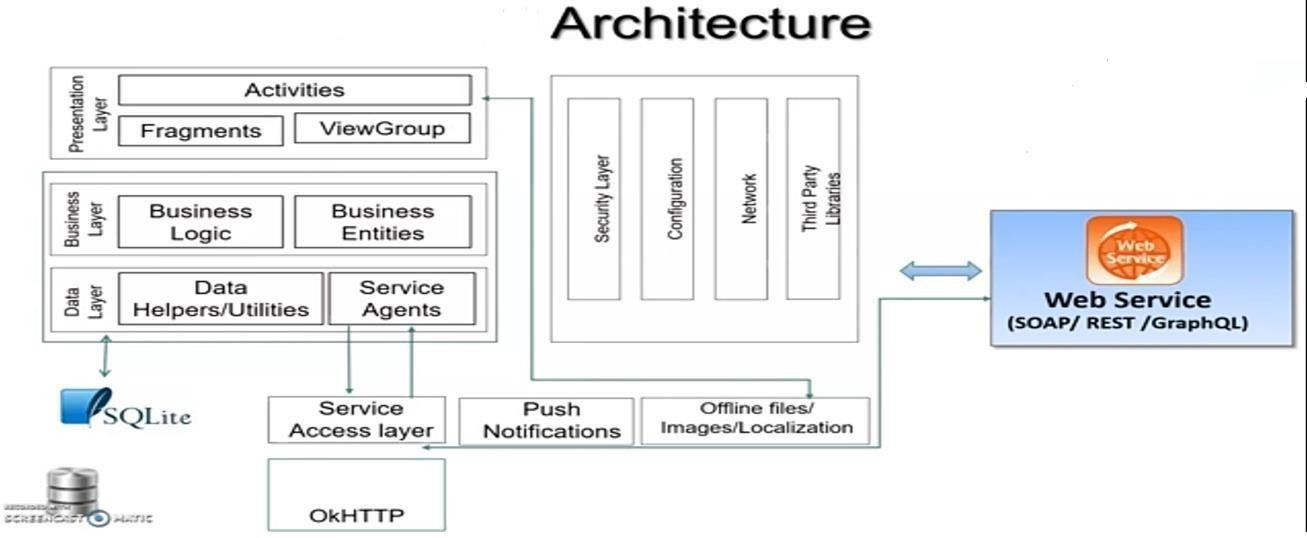 Architecture
Presentation
Layer
Activities
Fragments
ViewGroup
Business
Layer
Business
Logic
Business
Entities
Data
Layer
Data
Helpers/Utilities
Service
Agents
Security Layer
Configuration
Network
Third Party
Libraries
Web
Service
Web Service
(SOAP/ REST /GraphQL)
SQLite
Service
Access layer
Push
Notifications
Offline files/
Images/Localization
OkHTTP
RECORDED WITH
SCREENCAST MATIC